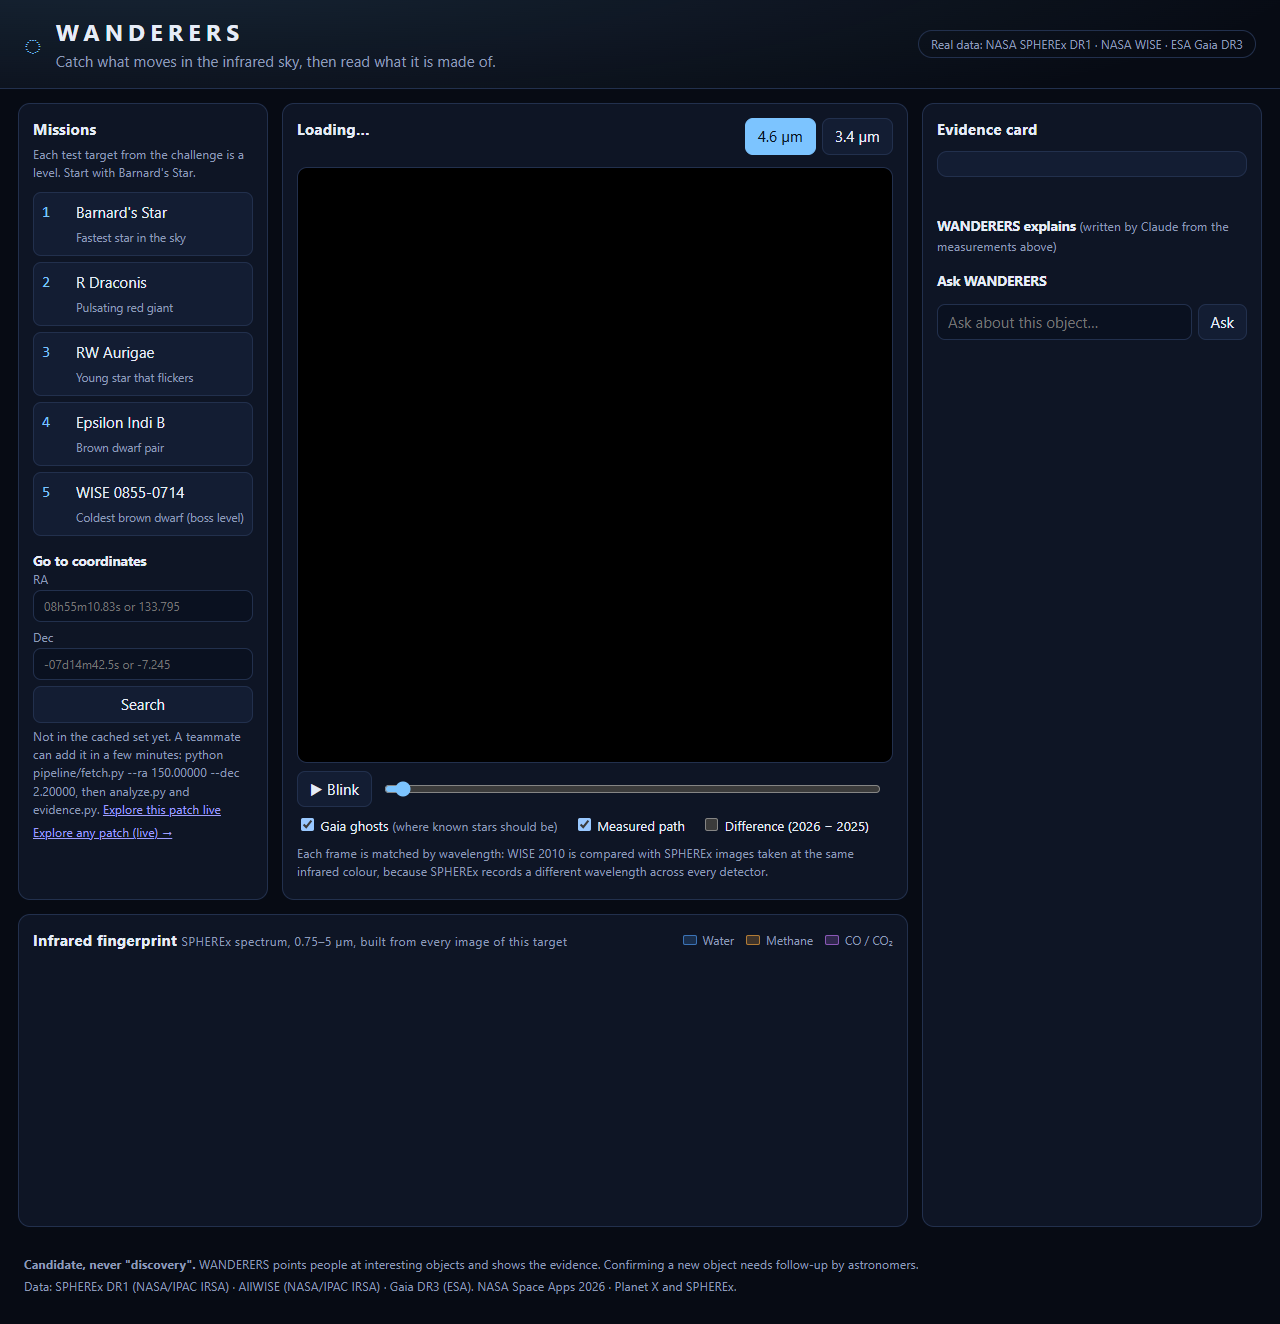 WANDERERS
Catch what moves in the infrared sky, then read what it is made of.
Real data: NASA SPHEREx DR1 · NASA WISE · ESA Gaia DR3
Missions
Each test target from the challenge is a
level. Start with Barnard's Star.
1 Barnard's Star
Fastest star in the sky
2 R Draconis
Pulsating red giant
3 RW Aurigae
Young star that flickers
4 Epsilon Indi B
Brown dwarf pair
5 WISE 0855-0714
Coldest brown dwarf (boss level)
Go to coordinates
RA
08h55m10.83s or 133.795
Dec
-07d14m42.5s or -7.245
Search
Not in the cached set yet. A teammate
can add it in a few minutes: python
pipeline/fetch.py --ra 150.00000 --dec
2.20000, then analyze.py and
evidence.py. Explore this patch live
Explore any patch (live) →
Loading...
4.6 µm 3.4 µm
▶ Blink
Gaia ghosts (where known stars should be) Measured path Difference (2026 − 2025)
Each frame is matched by wavelength: WISE 2010 is compared with SPHEREx images taken at the same
infrared colour, because SPHEREx records a different wavelength across every detector.
Evidence card
WANDERERS explains (written by Claude from the
measurements above)
Ask WANDERERS
Ask about this object... Ask
Infrared fingerprint SPHEREx spectrum, 0.75–5 µm, built from every image of this target
Water Methane CO / CO₂
Candidate, never "discovery". WANDERERS points people at interesting objects and shows the evidence. Confirming a new object needs follow-up by astronomers.
Data: SPHEREx DR1 (NASA/IPAC IRSA) · AllWISE (NASA/IPAC IRSA) · Gaia DR3 (ESA). NASA Space Apps 2026 · Planet X and SPHEREx.